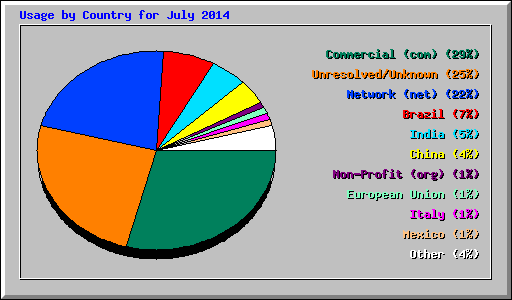 Usage by Country for July 2014
Commercial (com) (29%)
Unresolved/Unknown (25%)
Network (net) (22%)
Brazil (7%)
India (5%)
China (4%)
Non-Profit (org) (1%)
European Union (1%)
Italy (1%)
Mexico (1%)
Other (4%)